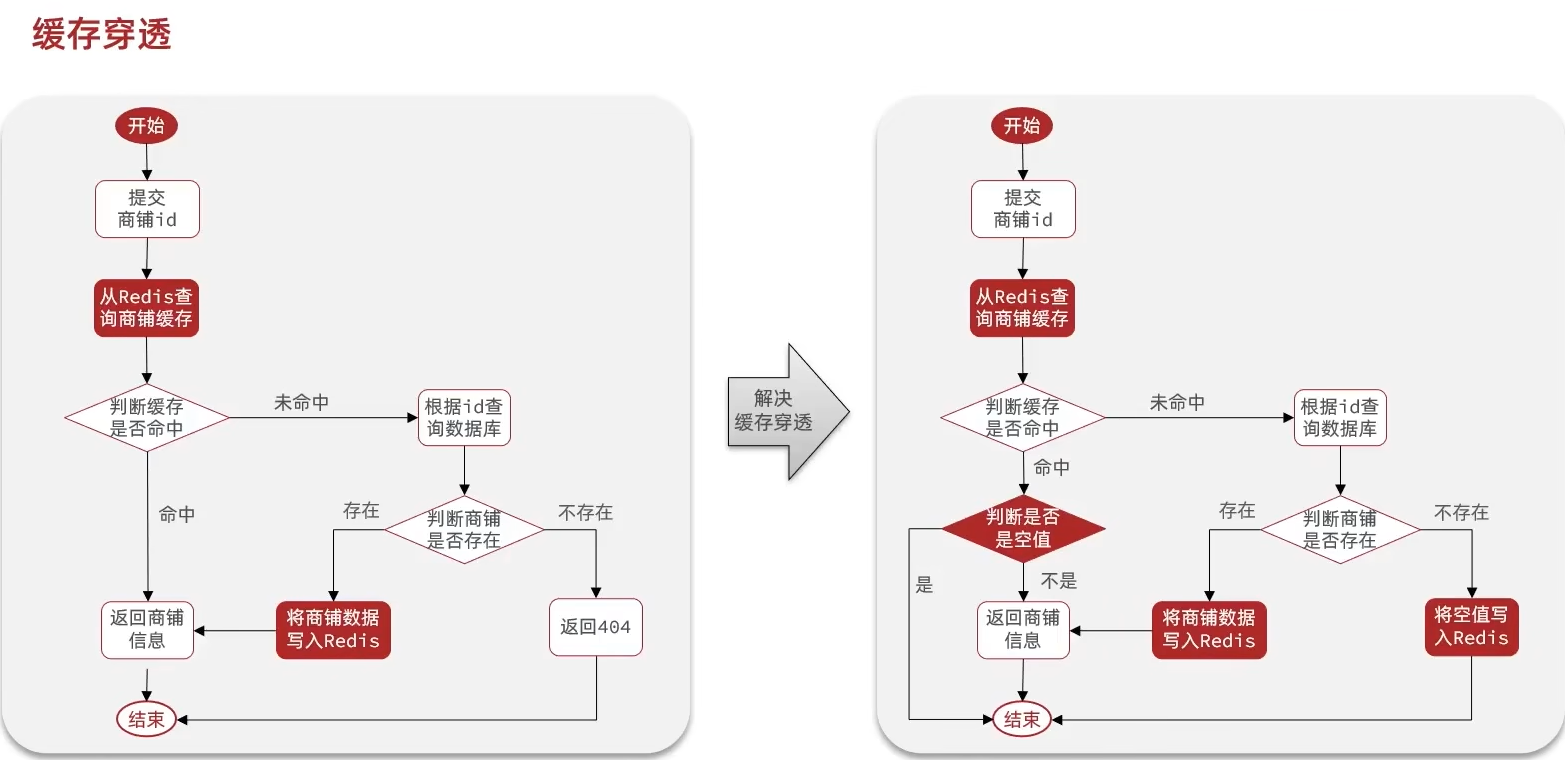 缓存穿透
开始
提交
商铺id
从Redis查
询商铺缓存
判断缓存
是否命中
未命中
根据id查
询数据库
命中
存在
判断商铺
是否存在
不存在
返回商铺
信息
将商铺数据
写入Redis
返回404
结束
解决
缓存穿透
开始
提交
商铺id
从Redis查
询商铺缓存
判断缓存
是否命中
未命中
根据id查
询数据库
命中
判断是否
是空值
存在
判断商铺
是否存在
不存在
是
不是
返回商铺
信息
将商铺数据
写入Redis
将空值写
入Redis
结束